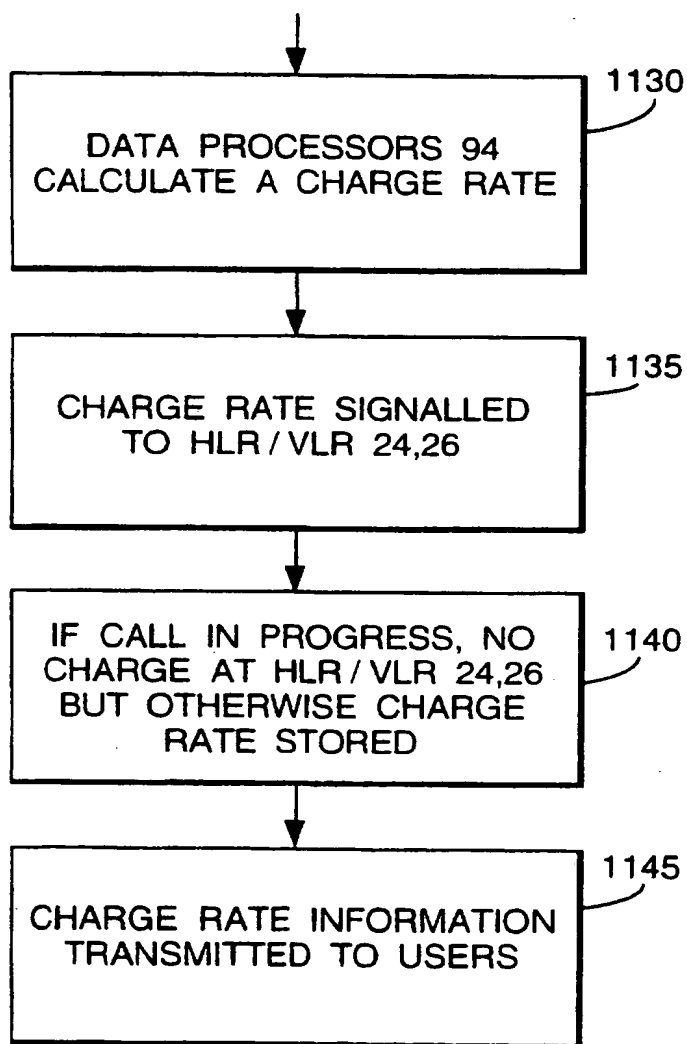 1130
DATA PROCESSORS 94
CALCULATE A CHARGE RATE
1135
CHARGE RATE SIGNALLED
TO HLR / VLR 24,26
1140
IF CALL IN PROGRESS, NO
CHARGE AT HLR / VLR 24,26
BUT OTHERWISE CHARGE
RATE STORED
1145
CHARGE RATE INFORMATION
TRANSMITTED TO USERS